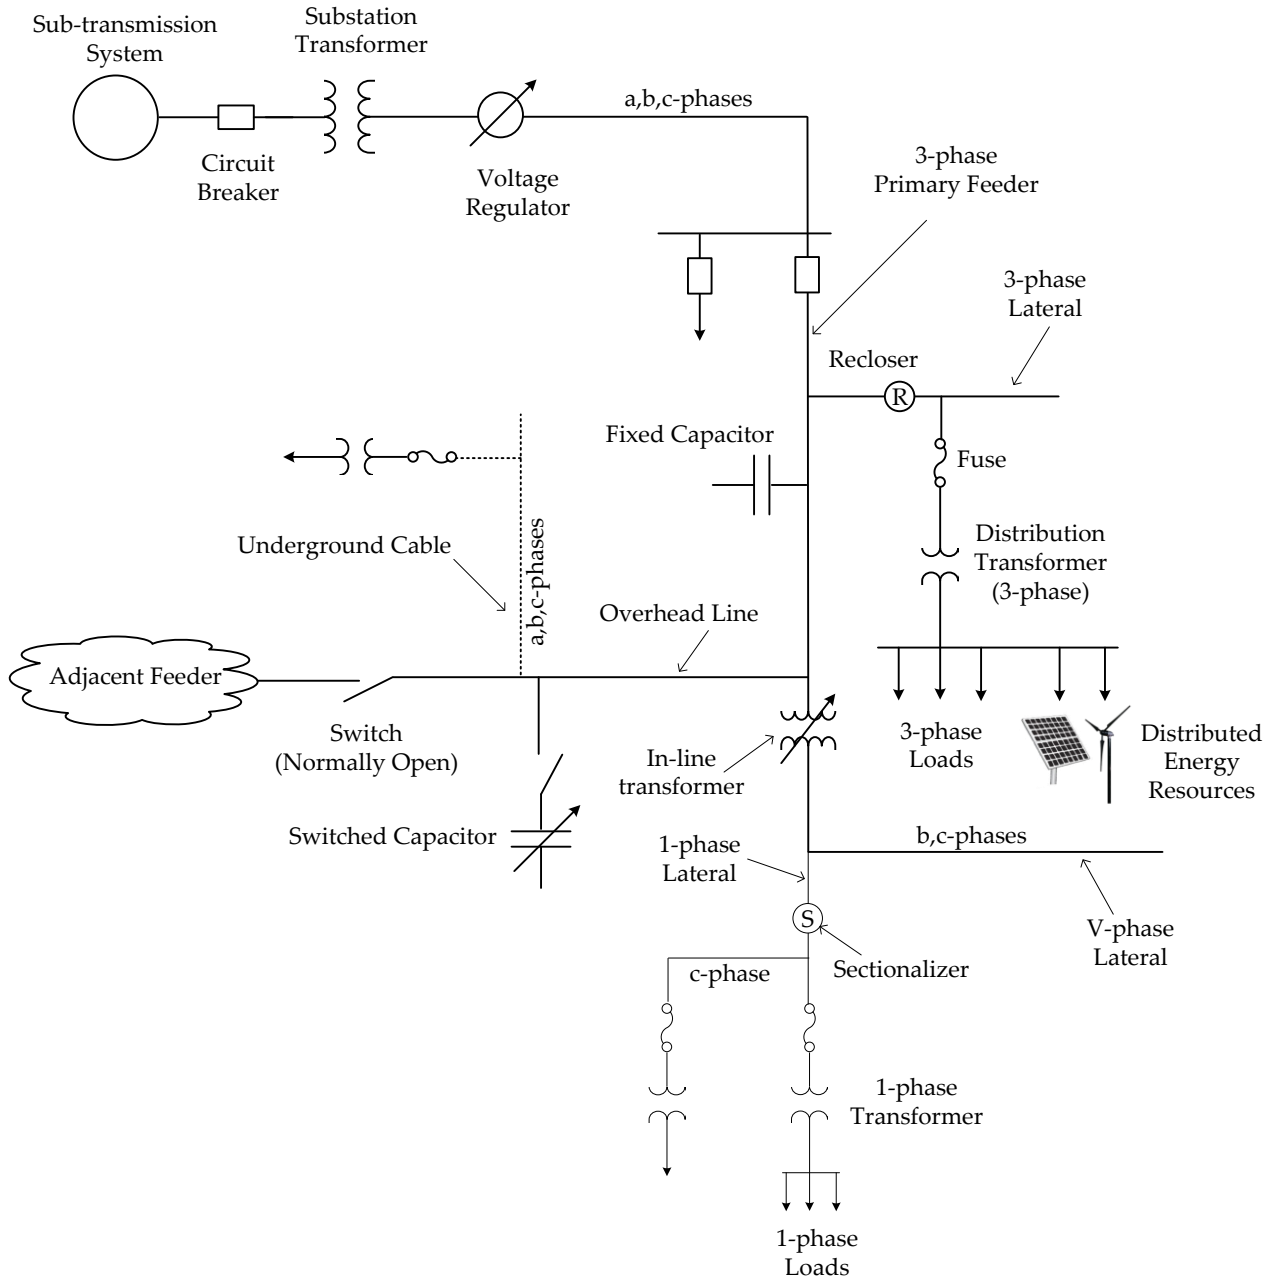 Sub-transmission
System
Substation
Transformer
Circuit
Breaker
Voltage
Regulator
a,b,c-phases
3-phase
Primary Feeder
3-phase
Lateral
Recloser
R
Fixed Capacitor
Fuse
Underground Cable
a,b,c-phases
Distribution
Transformer
(3-phase)
Overhead Line
Adjacent Feeder
Switch
(Normally Open)
In-line
transformer
3-phase
Loads
Distributed
Energy
Resources
Switched Capacitor
1-phase
Lateral
b,c-phases
S
V-phase
Lateral
Sectionalizer
c-phase
1-phase
Transformer
1-phase
Loads